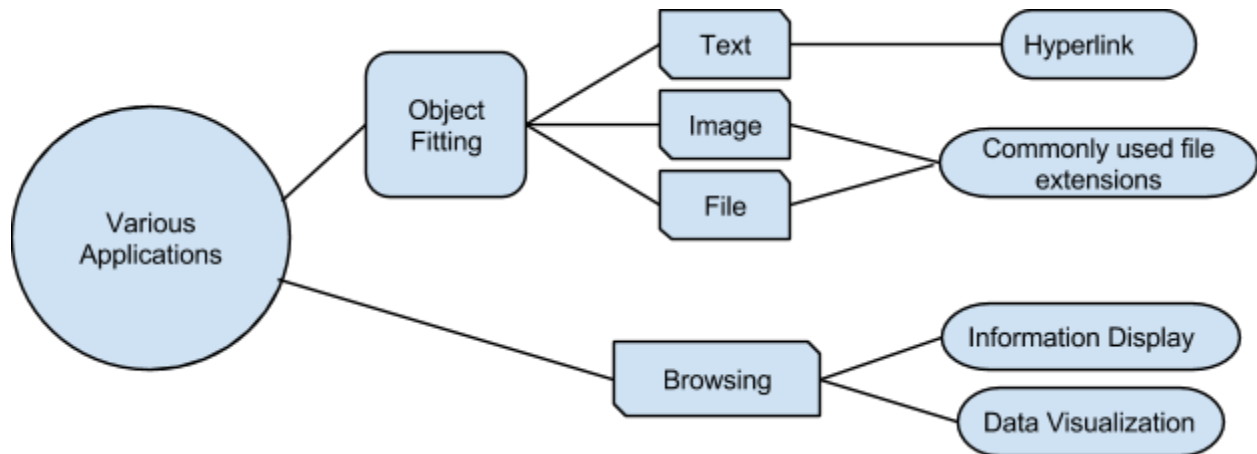 Various
Applications
Object
Fitting
Text
Image
File
Hyperlink
Commonly used file
extensions
Browsing
Information Display
Data Visualization